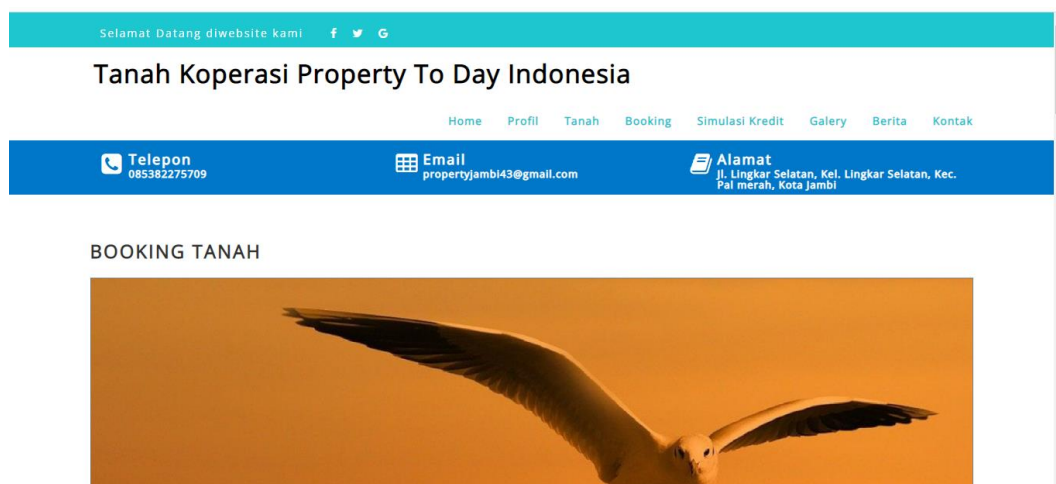 Selamat Datang diwebsite kami
Tanah Koperasi Property To Day Indonesia
Home Profil Tanah Booking Simulasi Kredit Galery Berita Kontak
Telepon
085382275709
Email
propertyjambi43@gmail.com
Alamat
Jl. Lingkar Selatan, Kel. Lingkar Selatan, Kec.
Pal merah, Kota Jambi
BOOKING TANAH